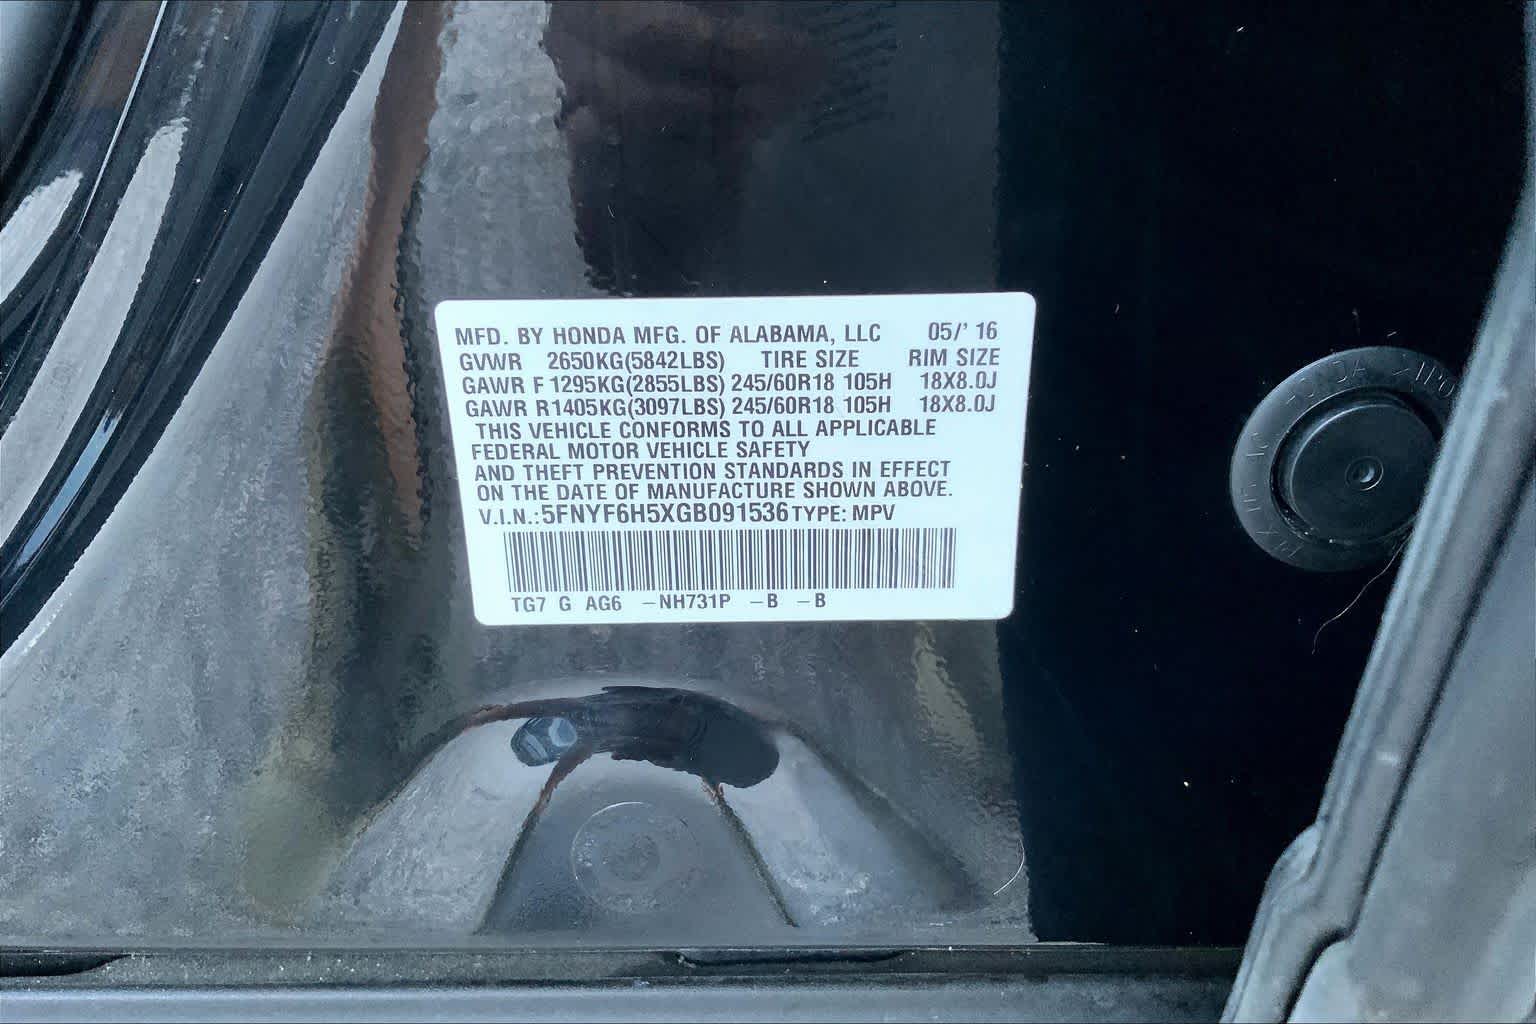 MFD. BY HONDA MFG. OF ALABAMA, LLC 05/' 16
GVWR 2650KG(5842LBS) TIRE SIZE RIM SIZE
GAWR F 1295KG(2855LBS) 245/60R18 105H 18X8.0J
GAWR R1405KG(3097LBS) 245/60R18 105H 18X8.0J
THIS VEHICLE CONFORMS TO ALL APPLICABLE
FEDERAL MOTOR VEHICLE SAFETY
AND THEFT PREVENTION STANDARDS IN EFFECT
ON THE DATE OF MANUFACTURE SHOWN ABOVE.
V.I.N.:5FNYF6H5XGB091536 TYPE: MPV
TG7 G AG6 -NH731P -B -B